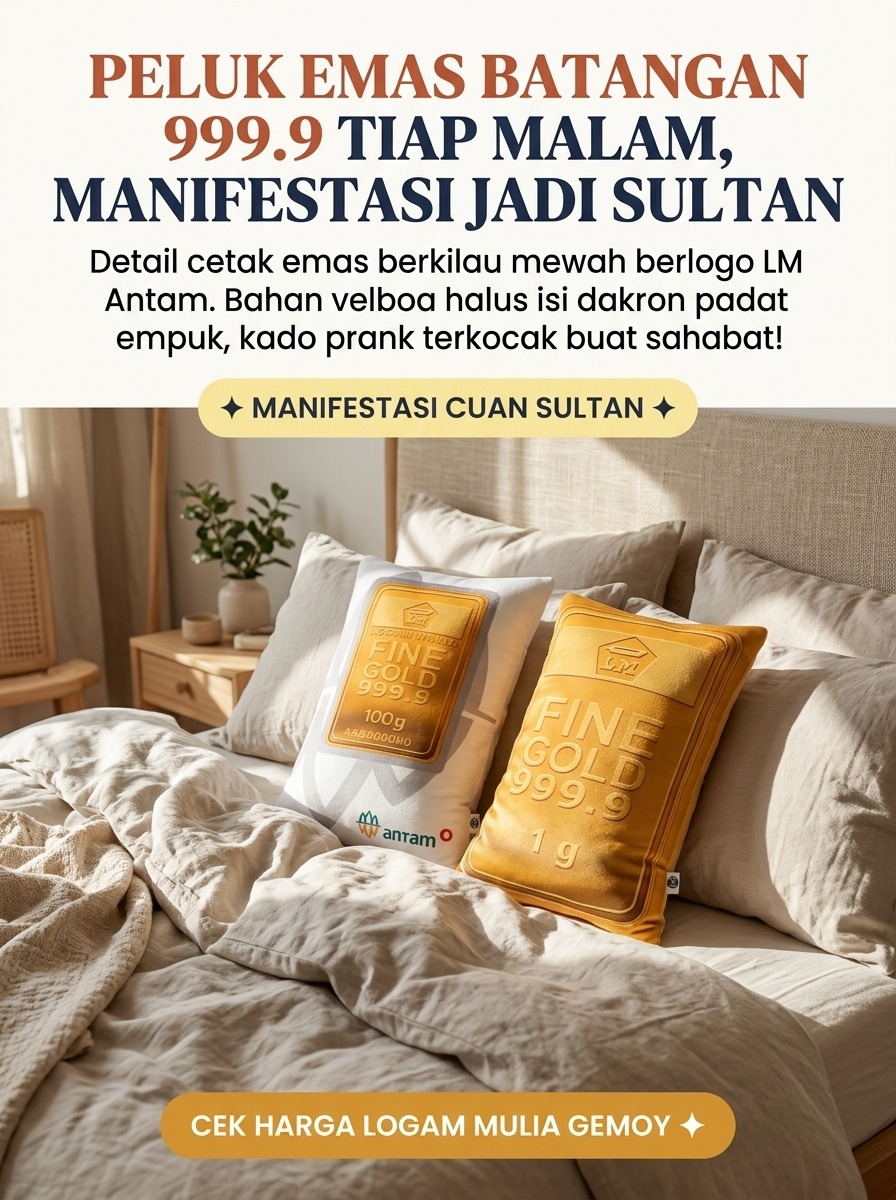 PELUK EMAS BATANGAN
999.9 TIAP MALAM,
MANIFESTASI JADI SULTAN
Detail cetak emas berkilau mewah berlogo LM
Antam. Bahan velboa halus isi dakron padat
empuk, kado prank terkocak buat sahabat!
✦ MANIFESTASI CUAN SULTAN ✦
FINE
GOLD
999.9
100g
antam
LM
FINE
GOLD
999.9
1 g
CEK HARGA LOGAM MULIA GEMOY ✦